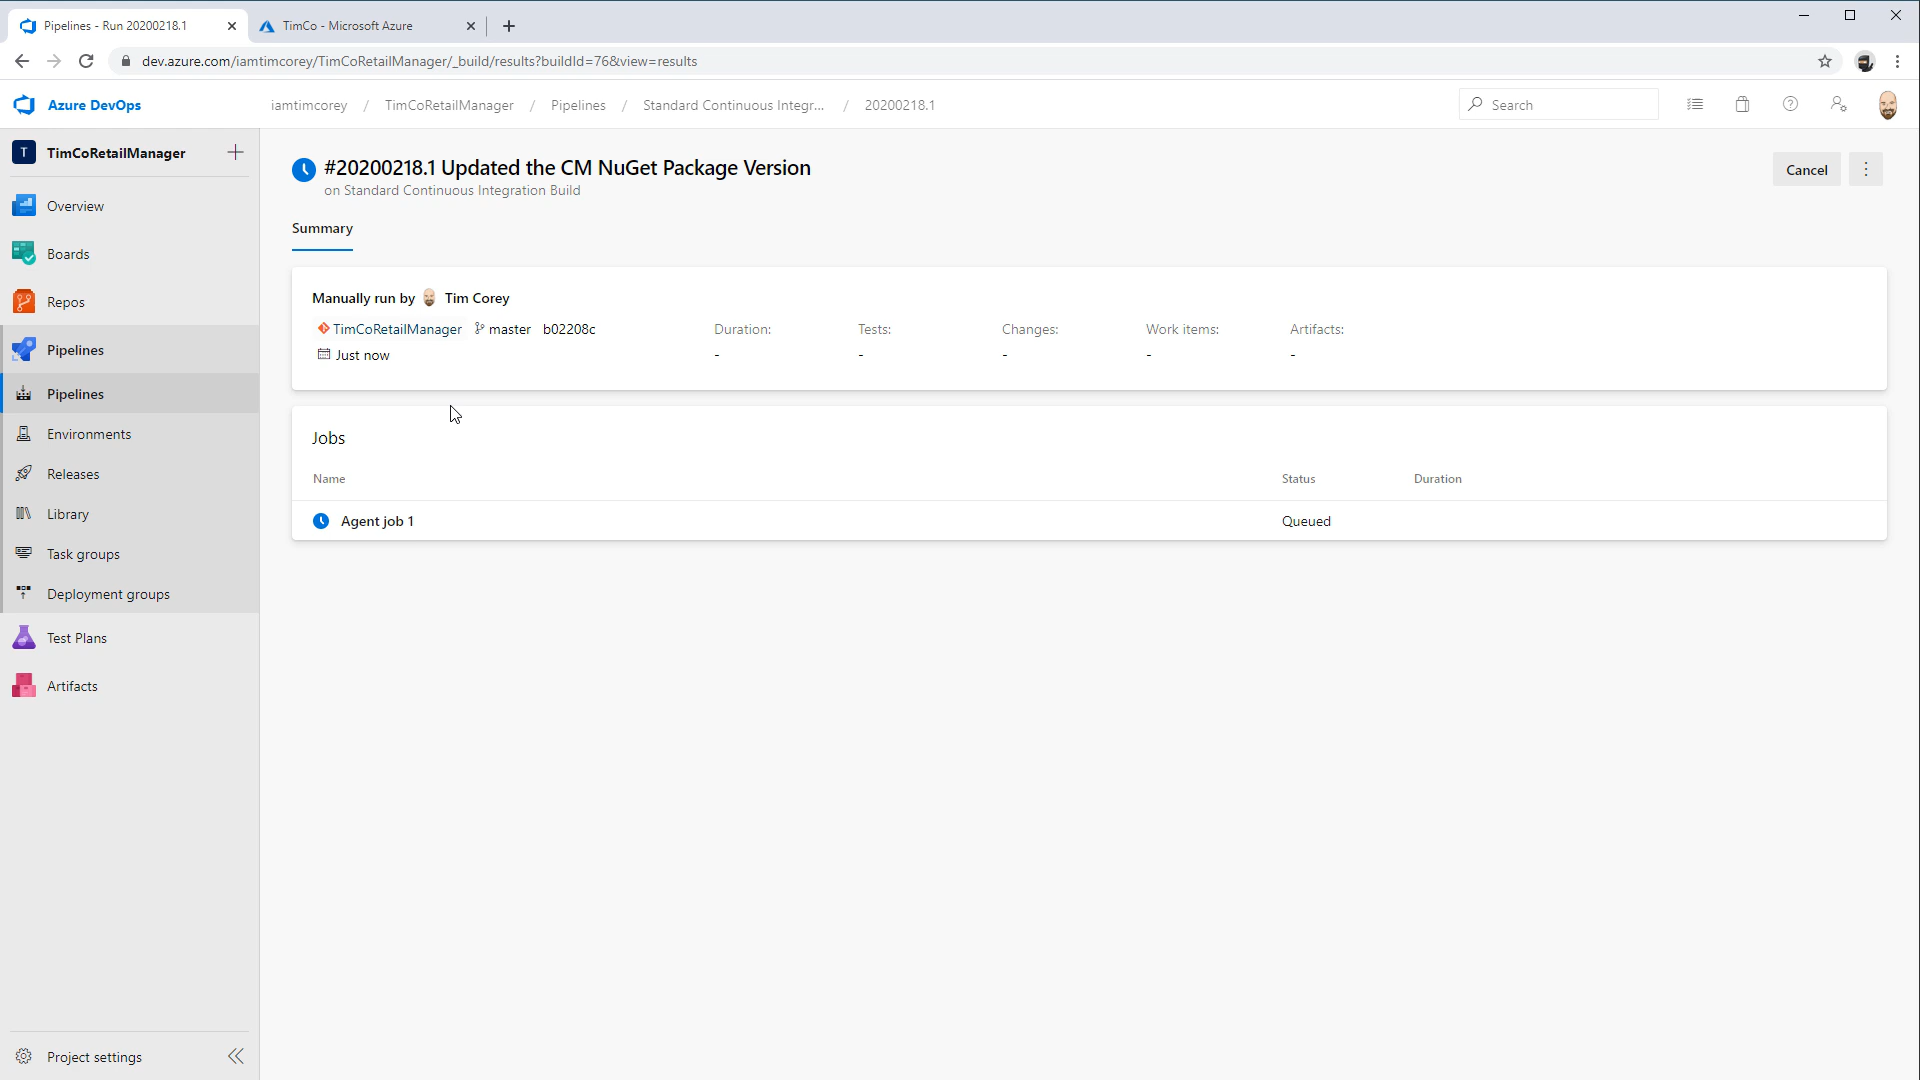 Pipelines - Run 20200218.1
TimCo - Microsoft Azure
dev.azure.com/iamtimcorey/TimCoRetailManager/_build/results?buildId=76&view=results
Azure DevOps
iamtimcorey / TimCoRetailManager / Pipelines / Standard Continuous Integr... / 20200218.1
Search
T TimCoRetailManager
Overview
Boards
Repos
Pipelines
Pipelines
Environments
Releases
Library
Task groups
Deployment groups
Test Plans
Artifacts
Project settings
#20200218.1 Updated the CM NuGet Package Version
on Standard Continuous Integration Build
Cancel
Summary
Manually run by Tim Corey
TimCoRetailManager master b02208c
Just now
Duration:
-
Tests:
-
Changes:
-
Work items:
-
Artifacts:
-
Jobs
Name Status Duration
Agent job 1 Queued